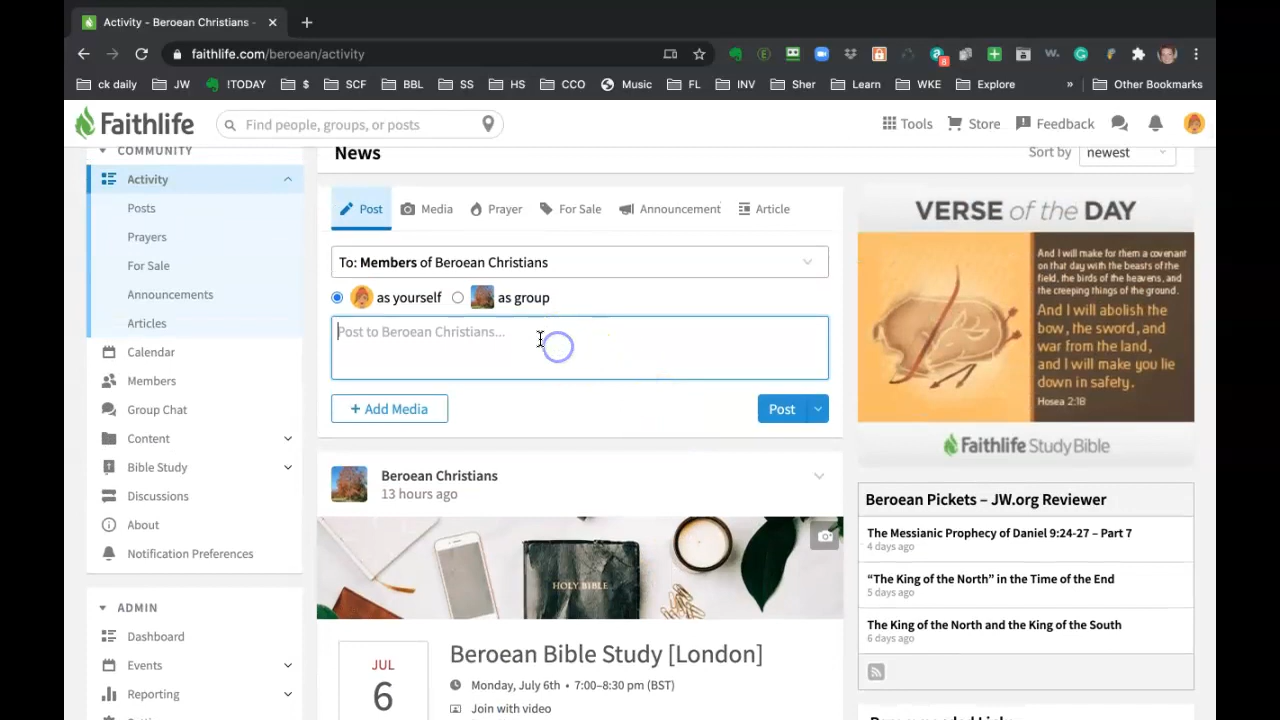 Activity – Beroean Christians -
faithlife.com/beroean/activity
8
ck daily
JW
!TODAY
$
SCF
BBL
SS
HS
CCO
Music
FL
INV
Sher
Learn
WKE
Explore
»
Other Bookmarks
Faithlife
Find people, groups, or posts
Tools
Store
Feedback
COMMUNITY
Activity
Posts
Prayers
For Sale
Announcements
Articles
Calendar
Members
Group Chat
Content
Bible Study
Discussions
About
Notification Preferences
ADMIN
Dashboard
Events
Reporting
News
Sort by
newest
Post
Media
Prayer
For Sale
Announcement
Article
To: Members of Beroean Christians
as yourself
as group
Post to Beroean Christians...
+ Add Media
Post
Beroean Christians
13 hours ago
HOLY BIBLE
JUL
6
Beroean Bible Study [London]
Monday, July 6th • 7:00–8:30 pm (BST)
Join with video
VERSE of the DAY
And I will make for them a covenant
on that day with the beasts of the
field, the birds of the heavens, and
the creeping things of the ground.
And I will abolish the
bow, the sword, and
war from the land,
and I will make you lie
down in safety.
Hosea 2:18
Faithlife Study Bible
Beroean Pickets – JW.org Reviewer
The Messianic Prophecy of Daniel 9:24-27 – Part 7
4 days ago
“The King of the North” in the Time of the End
5 days ago
The King of the North and the King of the South
6 days ago